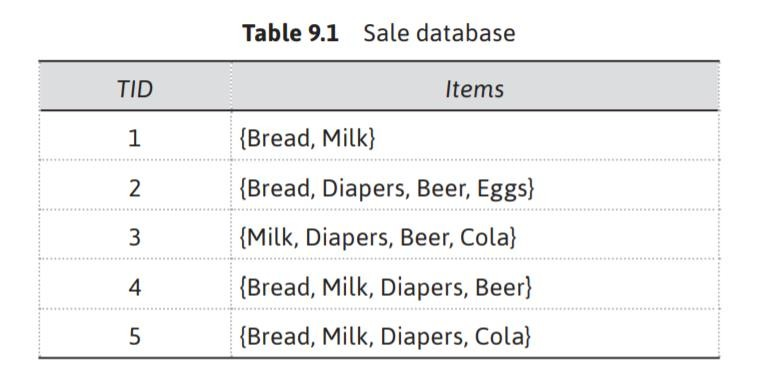 Table 9.1 Sale database
TID Items
1 {Bread, Milk}
2 {Bread, Diapers, Beer, Eggs}
3 {Milk, Diapers, Beer, Cola}
4 {Bread, Milk, Diapers, Beer}
5 {Bread, Milk, Diapers, Cola}